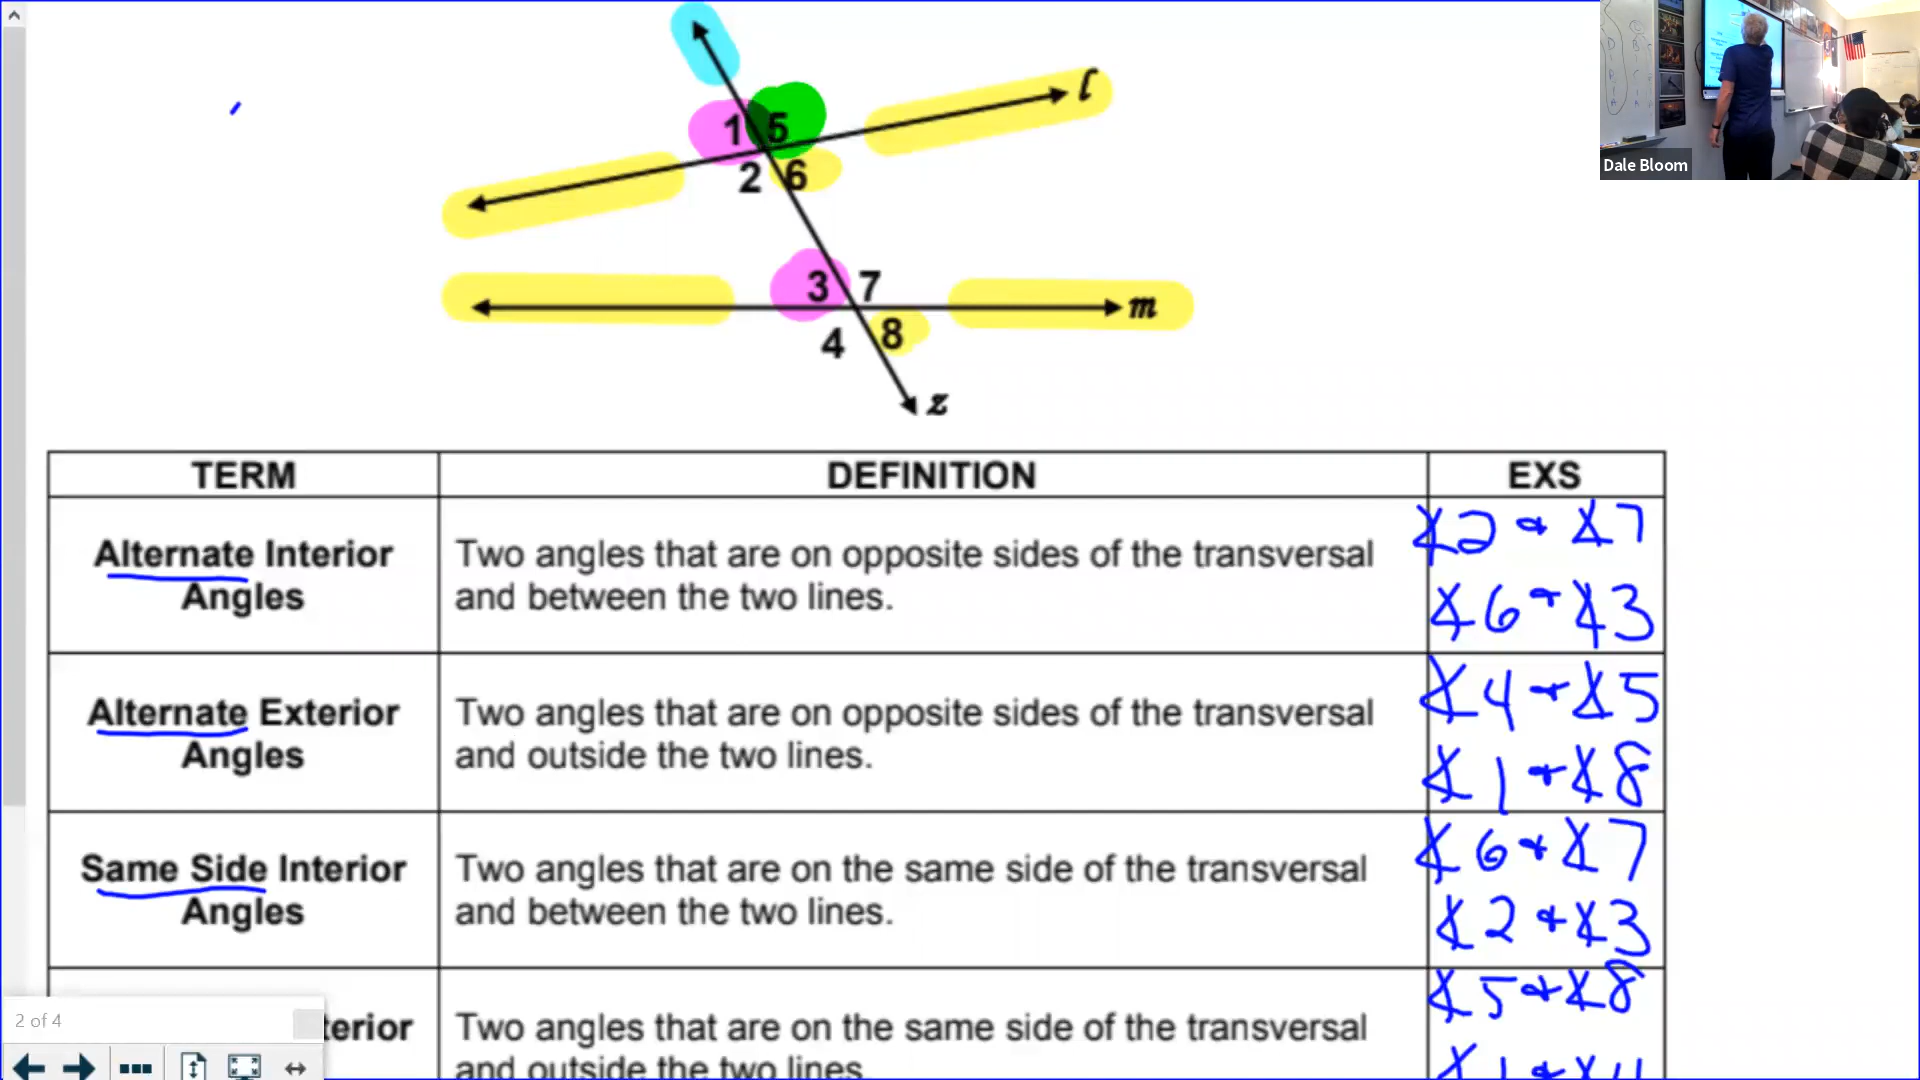 l
1 5
2 6
3 7
m
4 8
z
Dale Bloom
TERM DEFINITION EXS
Alternate Interior
Angles
Two angles that are on opposite sides of the transversal
and between the two lines.
∡2 + ∡7
∡6 + ∡3
Alternate Exterior
Angles
Two angles that are on opposite sides of the transversal
and outside the two lines.
∡4 + ∡5
∡1 + ∡8
Same Side Interior
Angles
Two angles that are on the same side of the transversal
and between the two lines.
∡6 + ∡7
∡2 + ∡3
terior
Two angles that are on the same side of the transversal
and outside the two lines.
∡5 + ∡8
∡1 + ∡4
2 of 4